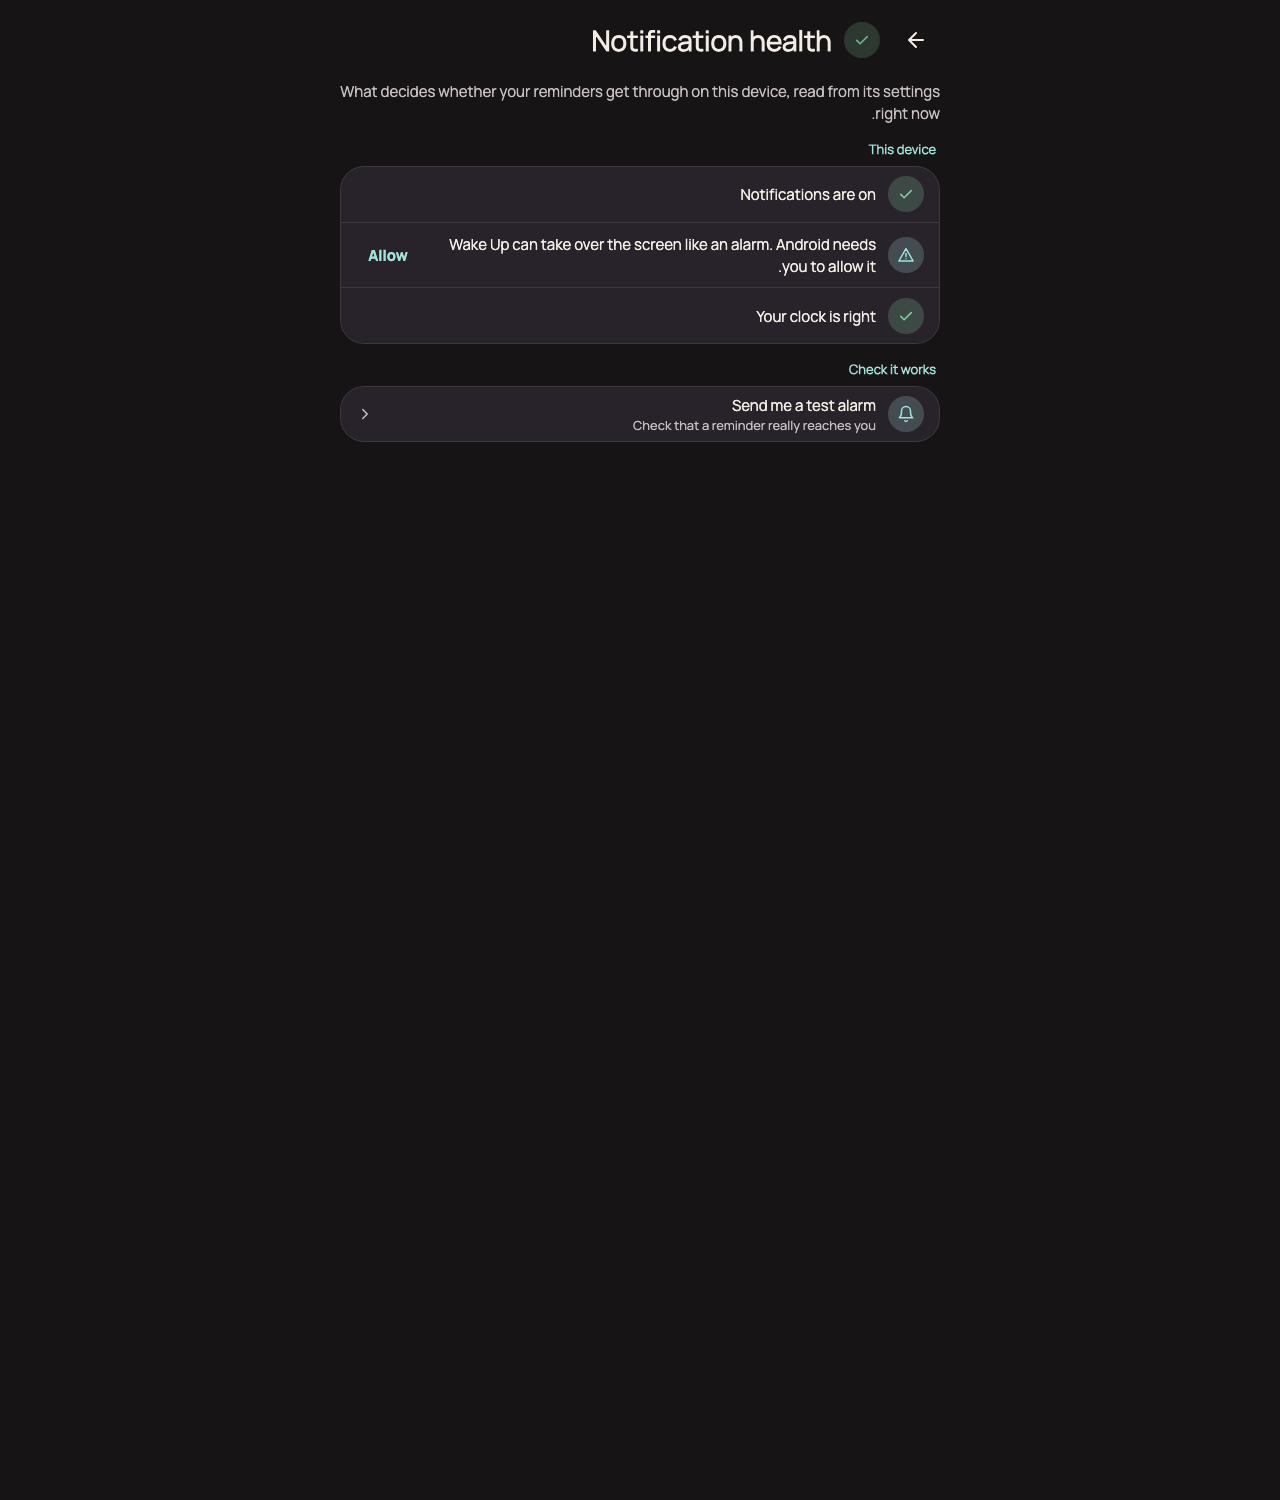 Notification health
What decides whether your reminders get through on this device, read from its settings
right now.
This device
Notifications are on
Wake Up can take over the screen like an alarm. Android needs
you to allow it.
Allow
Your clock is right
Check it works
Send me a test alarm
Check that a reminder really reaches you